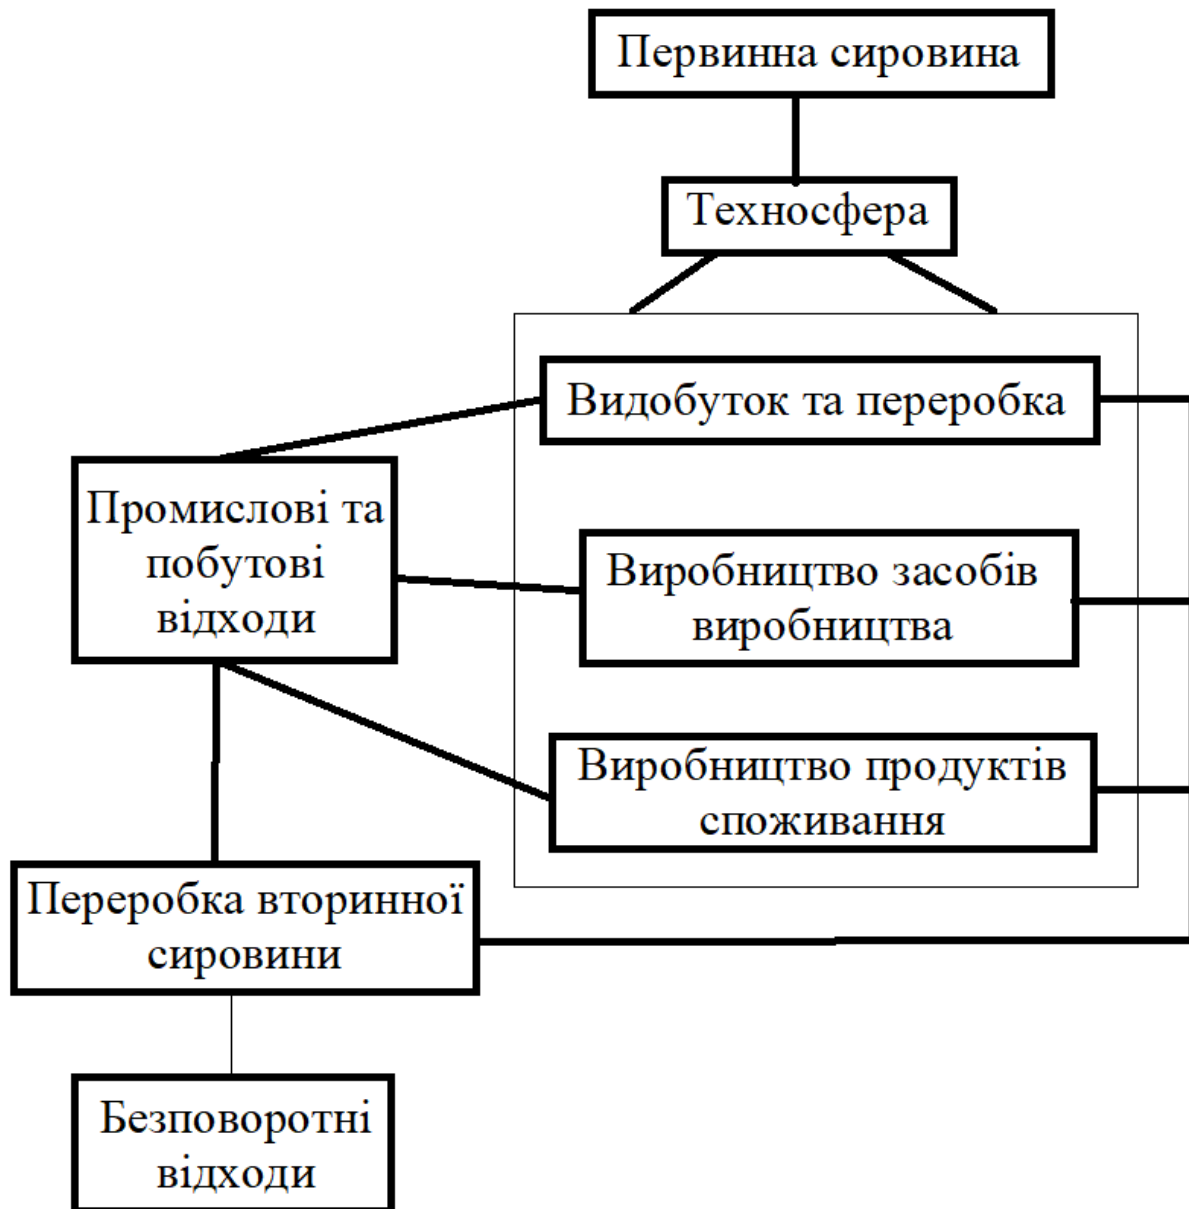 Первинна сировина
Техносфера
Видобуток та переробка
Промислові та
побутові
відходи
Виробництво засобів
виробництва
Виробництво продуктів
споживання
Переробка вторинної
сировини
Безповоротні
відходи